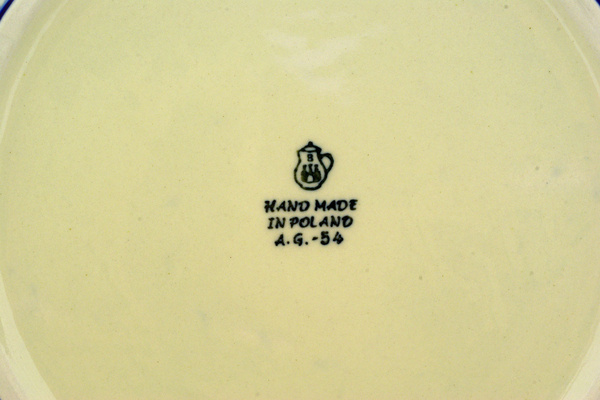 B
HAND MADE
IN POLAND
A.G.-54